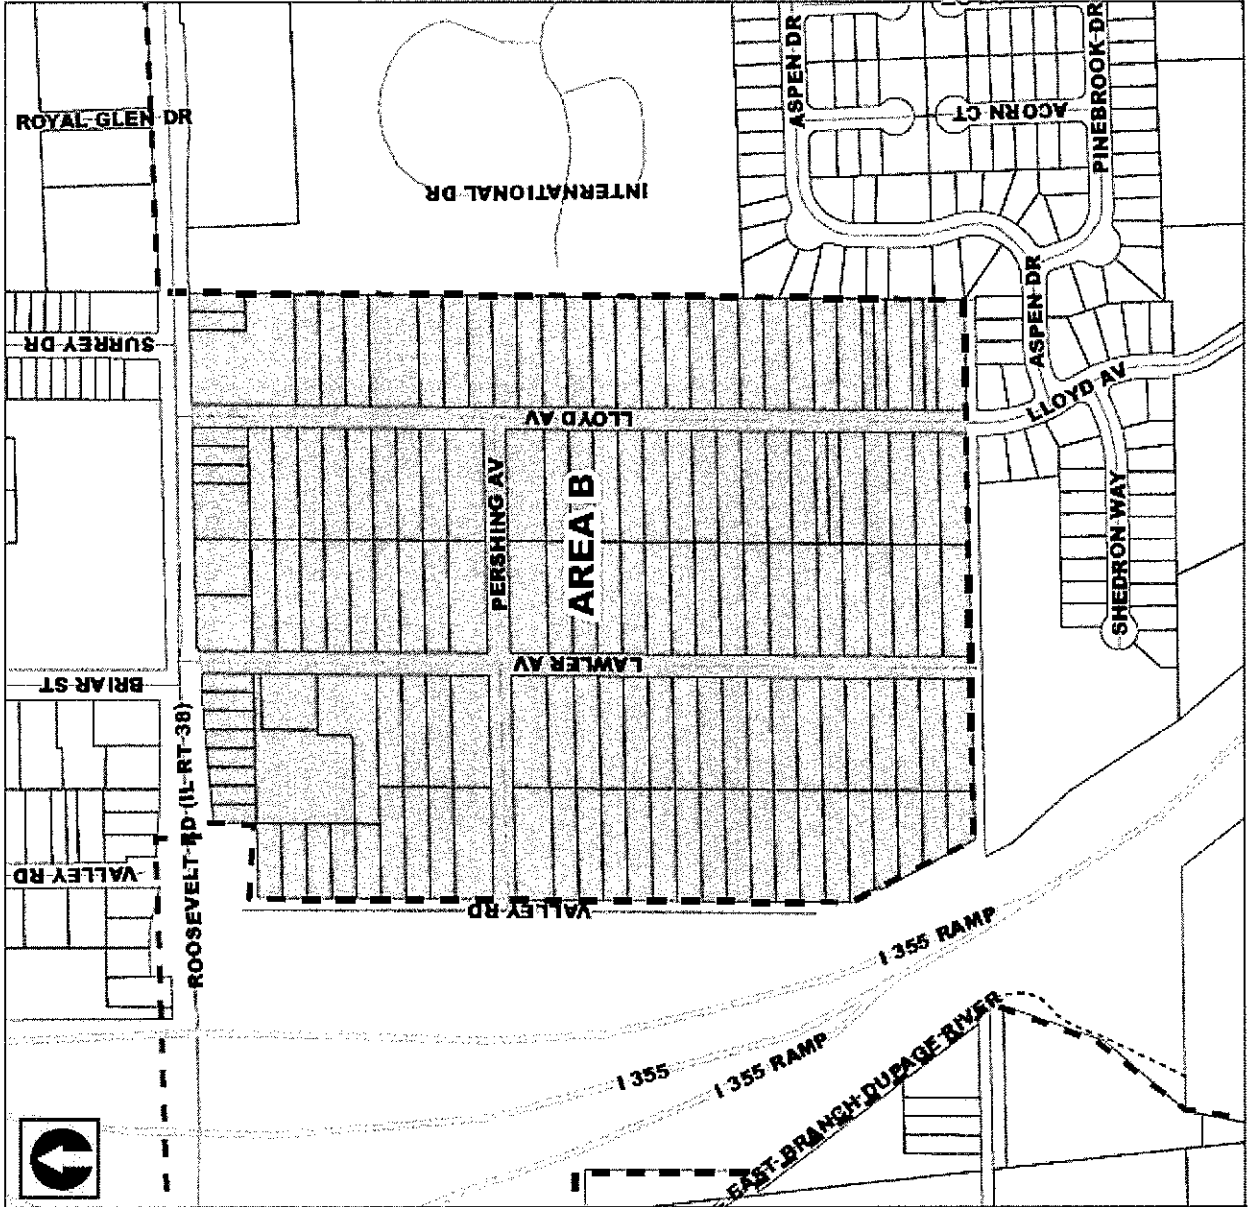 ROYAL GLEN DR
INTERNATIONAL DR
ASPEN DR
ACORN CT
PINEBROOK DR
SURREY DR
ASPEN DR
LLOYD AV
LLOYD AV
PERSHING AV
AREA B
SHEDRON WAY
LAWLER AV
BRIAR ST
ROOSEVELT RD (IL RT 38)
VALLEY RD
VALLEY RD
I 355 RAMP
I 355
I 355 RAMP
EAST BRANCH DUPAGE RIVER